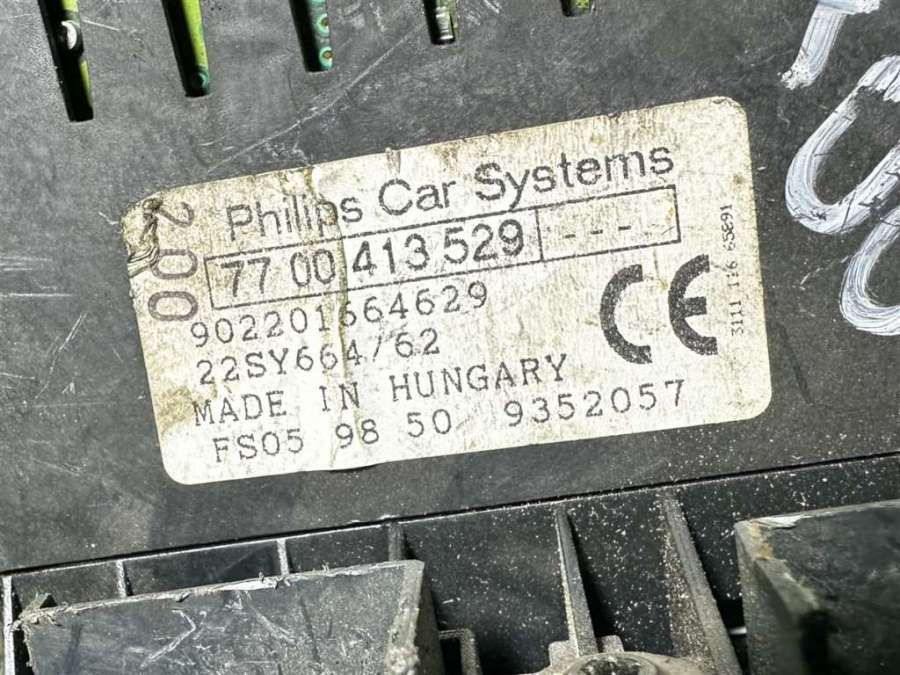 200
Philips Car Systems
77 00 413 529 ----
902201664629
22SY664/62
MADE IN HUNGARY
FS05 98 50 9352057
CE
3111 116 65891